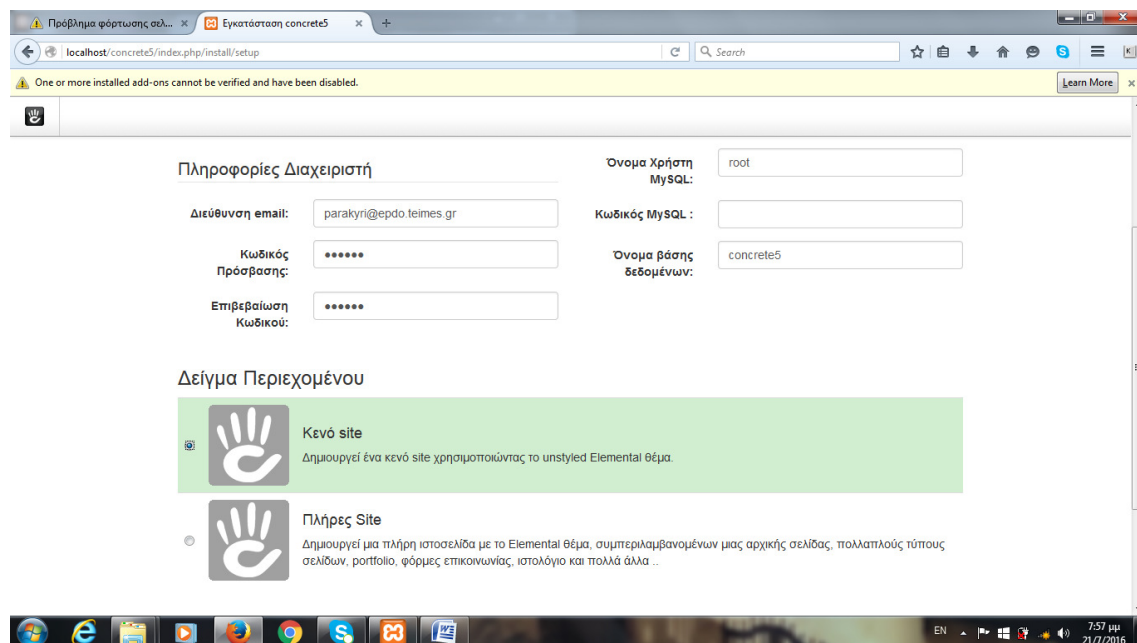 Πρόβλημα φόρτωσης σελ...
Εγκατάσταση concrete5
localhost/concrete5/index.php/install/setup
Search
One or more installed add-ons cannot be verified and have been disabled.
Learn More
Πληροφορίες Διαχειριστή
Διεύθυνση email:
parakyri@epdo.teimes.gr
Κωδικός
Πρόσβασης:
••••••
Επιβεβαίωση
Κωδικού:
••••••
Όνομα Χρήστη
MySQL:
root
Κωδικός MySQL :
Όνομα βάσης
δεδομένων:
concrete5
Δείγμα Περιεχομένου
Κενό site
Δημιουργεί ένα κενό site χρησιμοποιώντας το unstyled Elemental θέμα.
Πλήρες Site
Δημιουργεί μια πλήρη ιστοσελίδα με το Elemental θέμα, συμπεριλαμβανομένων μιας αρχικής σελίδας, πολλαπλούς τύπους
σελίδων, portfolio, φόρμες επικοινωνίας, ιστολόγιο και πολλά άλλα ..
EN
7:57 μμ
21/7/2016